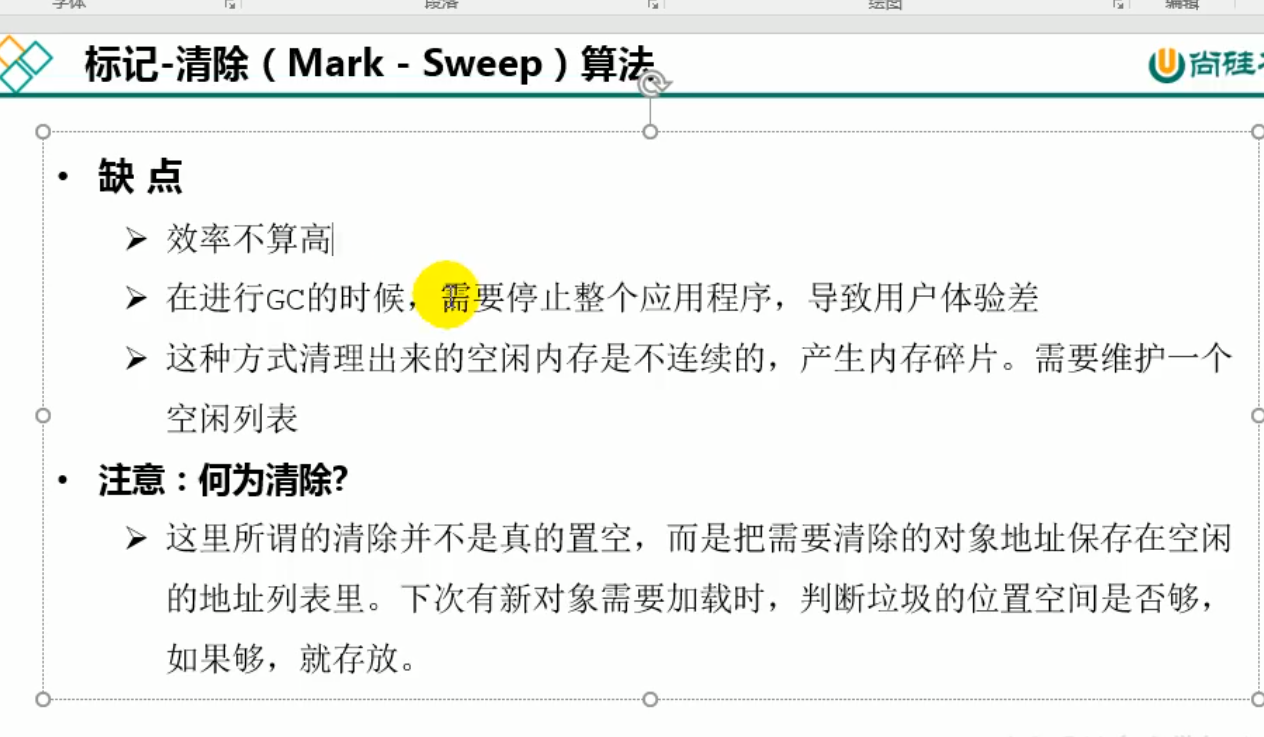 字体 段落 绘图 编辑
标记-清除（Mark - Sweep）算法
尚硅
• 缺 点
➢ 效率不算高
➢ 在进行GC的时候，需要停止整个应用程序，导致用户体验差
➢ 这种方式清理出来的空闲内存是不连续的，产生内存碎片。需要维护一个
空闲列表
• 注意：何为清除?
➢ 这里所谓的清除并不是真的置空，而是把需要清除的对象地址保存在空闲
的地址列表里。下次有新对象需要加载时，判断垃圾的位置空间是否够，
如果够，就存放。